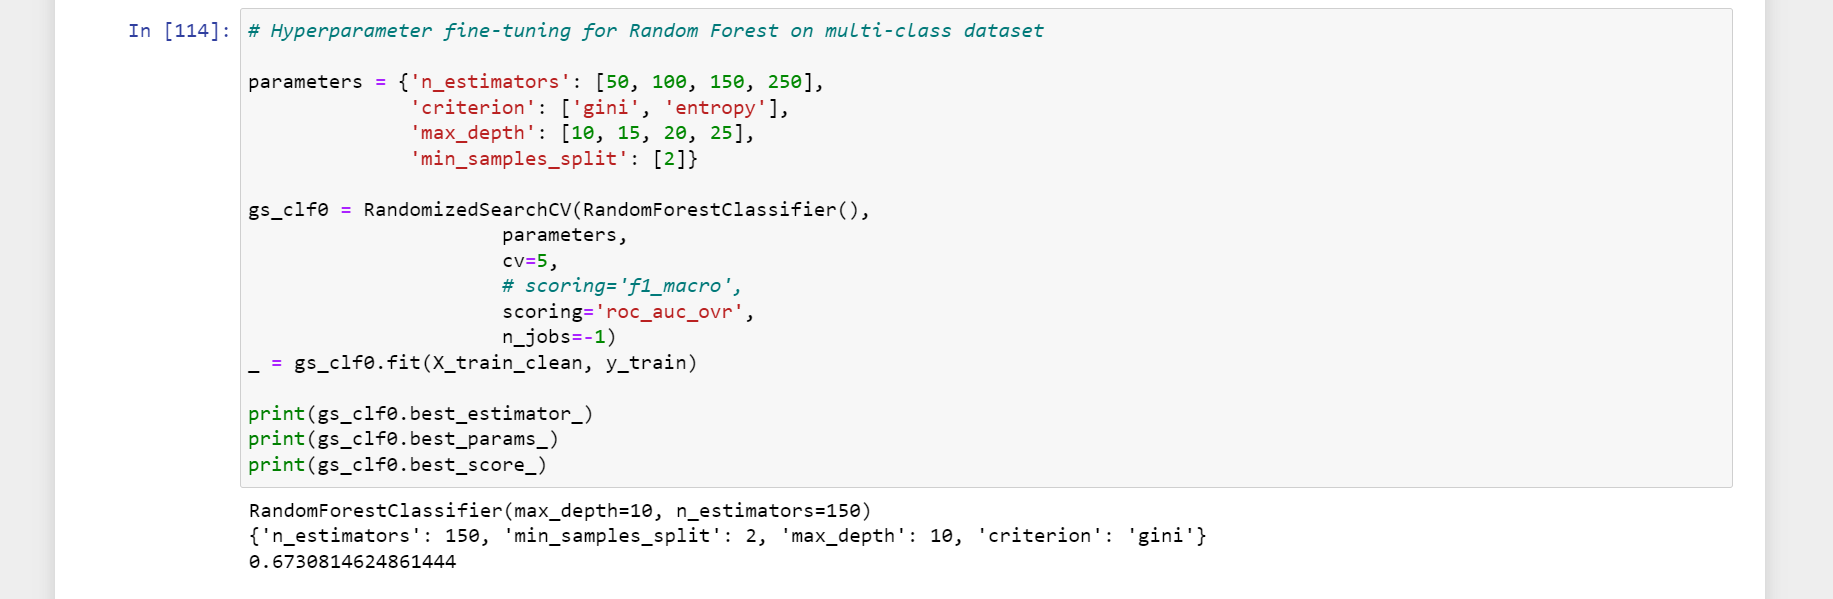 In [114]: # Hyperparameter fine-tuning for Random Forest on multi-class dataset
parameters = {'n_estimators': [50, 100, 150, 250],
'criterion': ['gini', 'entropy'],
'max_depth': [10, 15, 20, 25],
'min_samples_split': [2]}
gs_clf0 = RandomizedSearchCV(RandomForestClassifier(),
parameters,
cv=5,
# scoring='f1_macro',
scoring='roc_auc_ovr',
n_jobs=-1)
_ = gs_clf0.fit(X_train_clean, y_train)
print(gs_clf0.best_estimator_)
print(gs_clf0.best_params_)
print(gs_clf0.best_score_)
RandomForestClassifier(max_depth=10, n_estimators=150)
{'n_estimators': 150, 'min_samples_split': 2, 'max_depth': 10, 'criterion': 'gini'}
0.6730814624861444